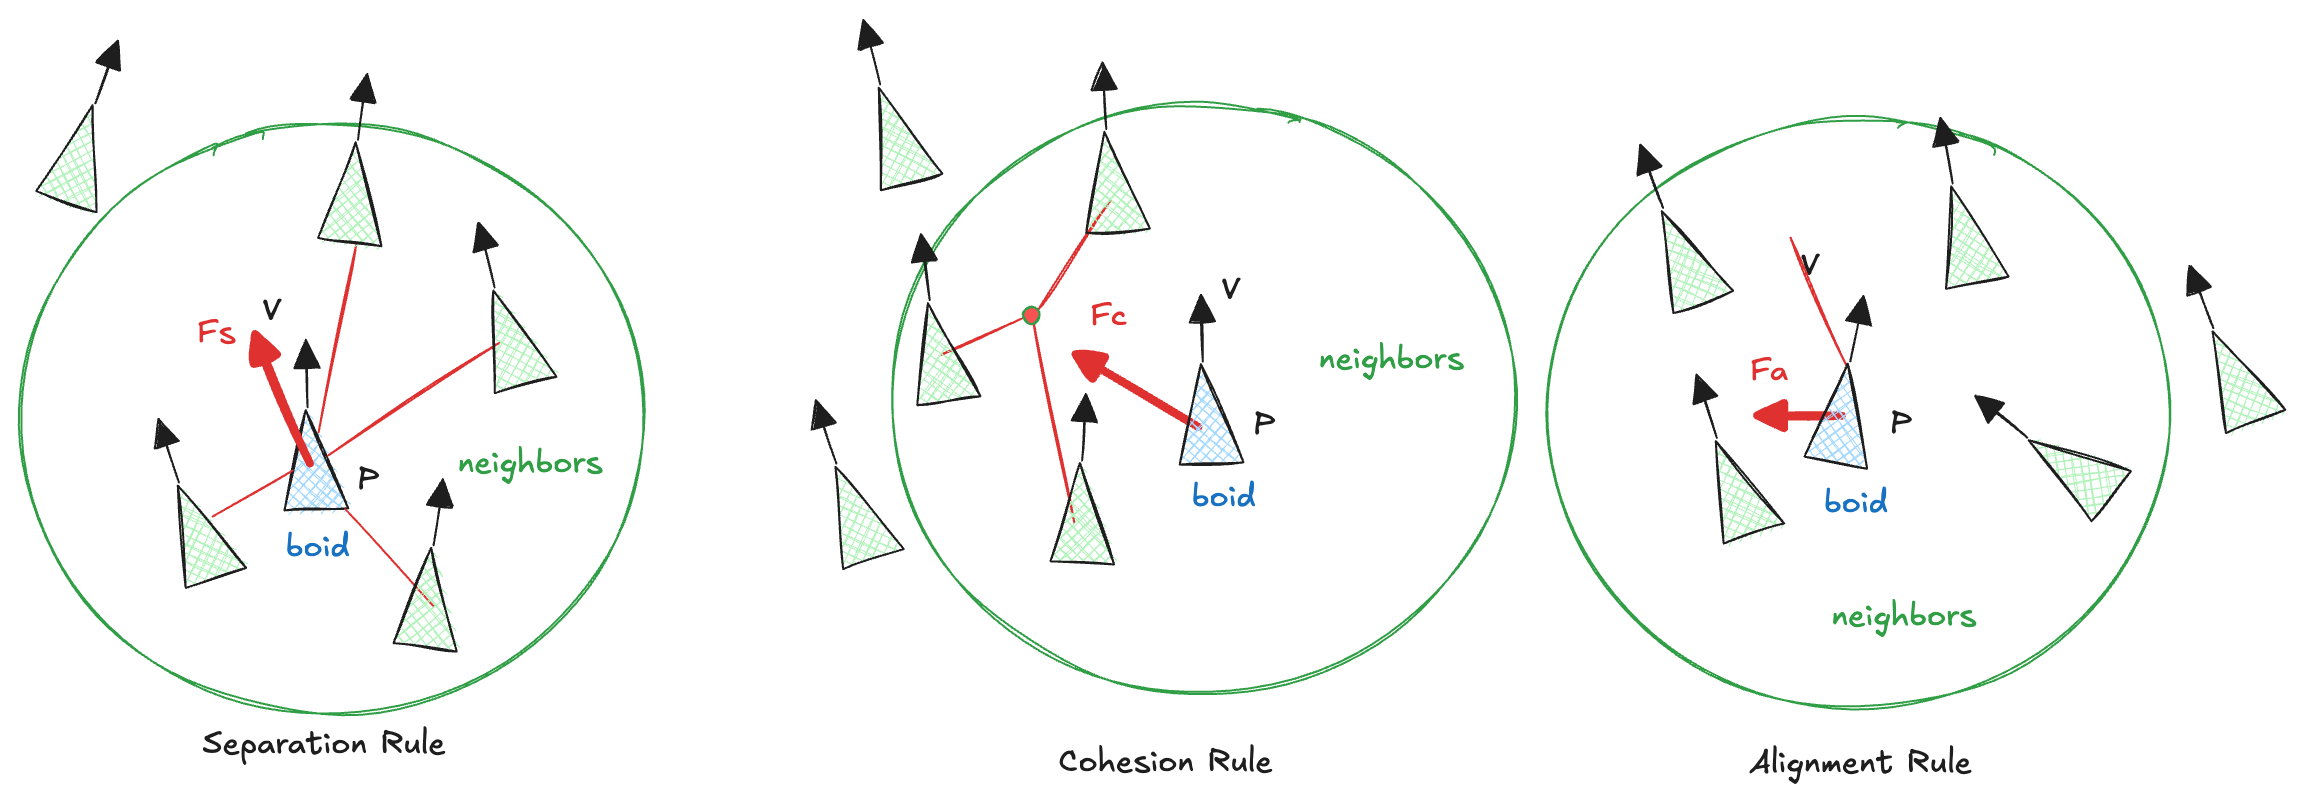 V
Fs
neighbors
P
boid
Separation Rule
V
Fc
neighbors
P
boid
Cohesion Rule
V
Fa
P
boid
neighbors
Alignment Rule